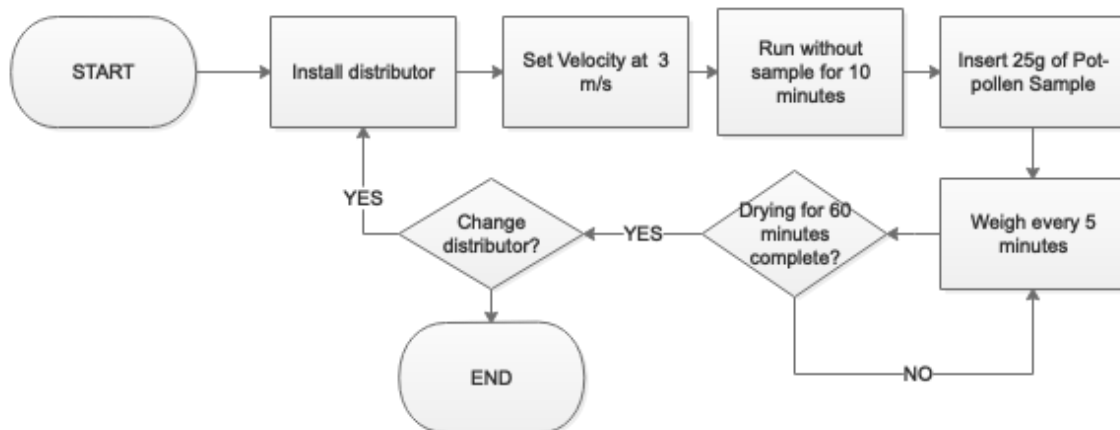 START
Install distributor
Set Velocity at 3
m/s
Run without
sample for 10
minutes
Insert 25g of Pot-
pollen Sample
Weigh every 5
minutes
Drying for 60
minutes
complete?
YES
NO
Change
distributor?
YES
END